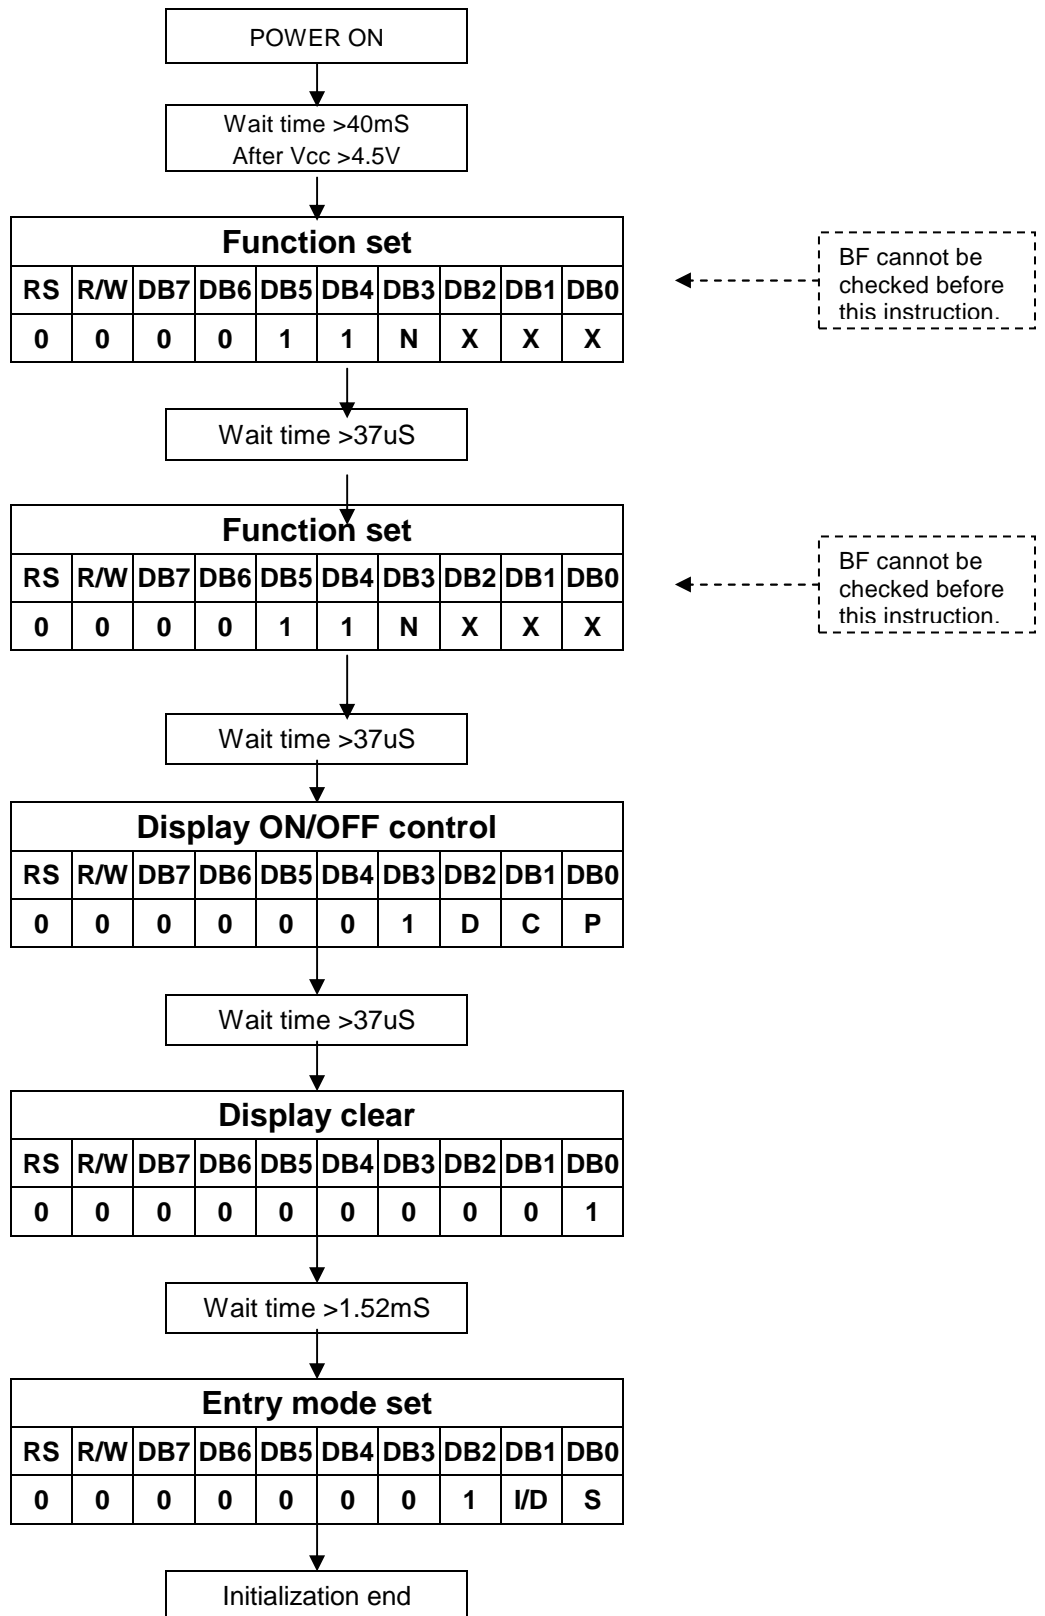 POWER ON
Wait time >40mS
After Vcc >4.5V
Function set
RS R/W DB7 DB6 DB5 DB4 DB3 DB2 DB1 DB0
0 0 0 0 1 1 N X X X
BF cannot be
checked before
this instruction.
Wait time >37uS
Function set
RS R/W DB7 DB6 DB5 DB4 DB3 DB2 DB1 DB0
0 0 0 0 1 1 N X X X
BF cannot be
checked before
this instruction.
Wait time >37uS
Display ON/OFF control
RS R/W DB7 DB6 DB5 DB4 DB3 DB2 DB1 DB0
0 0 0 0 0 0 1 D C P
Wait time >37uS
Display clear
RS R/W DB7 DB6 DB5 DB4 DB3 DB2 DB1 DB0
0 0 0 0 0 0 0 0 0 1
Wait time >1.52mS
Entry mode set
RS R/W DB7 DB6 DB5 DB4 DB3 DB2 DB1 DB0
0 0 0 0 0 0 0 1 I/D S
Initialization end